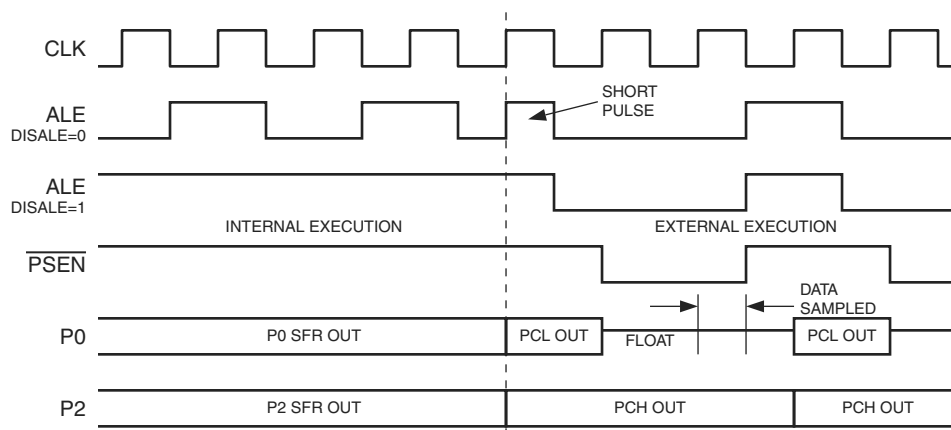 CLK
ALE
DISALE=0
SHORT
PULSE
ALE
DISALE=1
INTERNAL EXECUTION
EXTERNAL EXECUTION
PSEN
DATA
SAMPLED
P0
P0 SFR OUT
PCL OUT
FLOAT
PCL OUT
P2
P2 SFR OUT
PCH OUT
PCH OUT